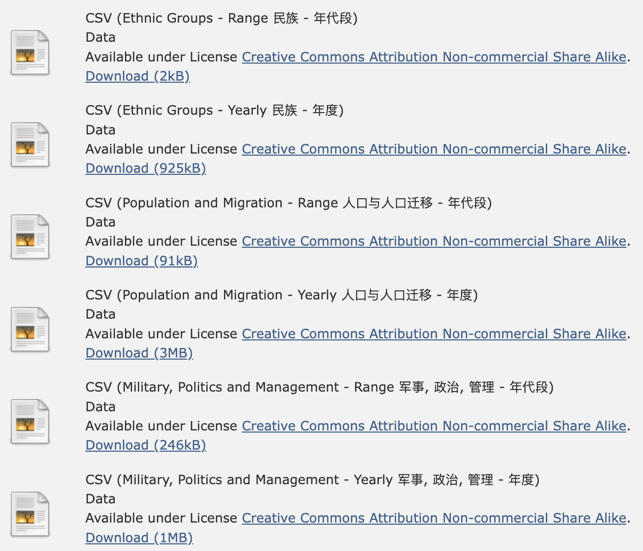 CSV (Ethnic Groups - Range 民族 - 年代段)
Data
Available under License Creative Commons Attribution Non-commercial Share Alike.
Download (2kB)
CSV (Ethnic Groups - Yearly 民族 - 年度)
Data
Available under License Creative Commons Attribution Non-commercial Share Alike.
Download (925kB)
CSV (Population and Migration - Range 人口与人口迁移 - 年代段)
Data
Available under License Creative Commons Attribution Non-commercial Share Alike.
Download (91kB)
CSV (Population and Migration - Yearly 人口与人口迁移 - 年度)
Data
Available under License Creative Commons Attribution Non-commercial Share Alike.
Download (3MB)
CSV (Military, Politics and Management - Range 军事, 政治, 管理 - 年代段)
Data
Available under License Creative Commons Attribution Non-commercial Share Alike.
Download (246kB)
CSV (Military, Politics and Management - Yearly 军事, 政治, 管理 - 年度)
Data
Available under License Creative Commons Attribution Non-commercial Share Alike.
Download (1MB)